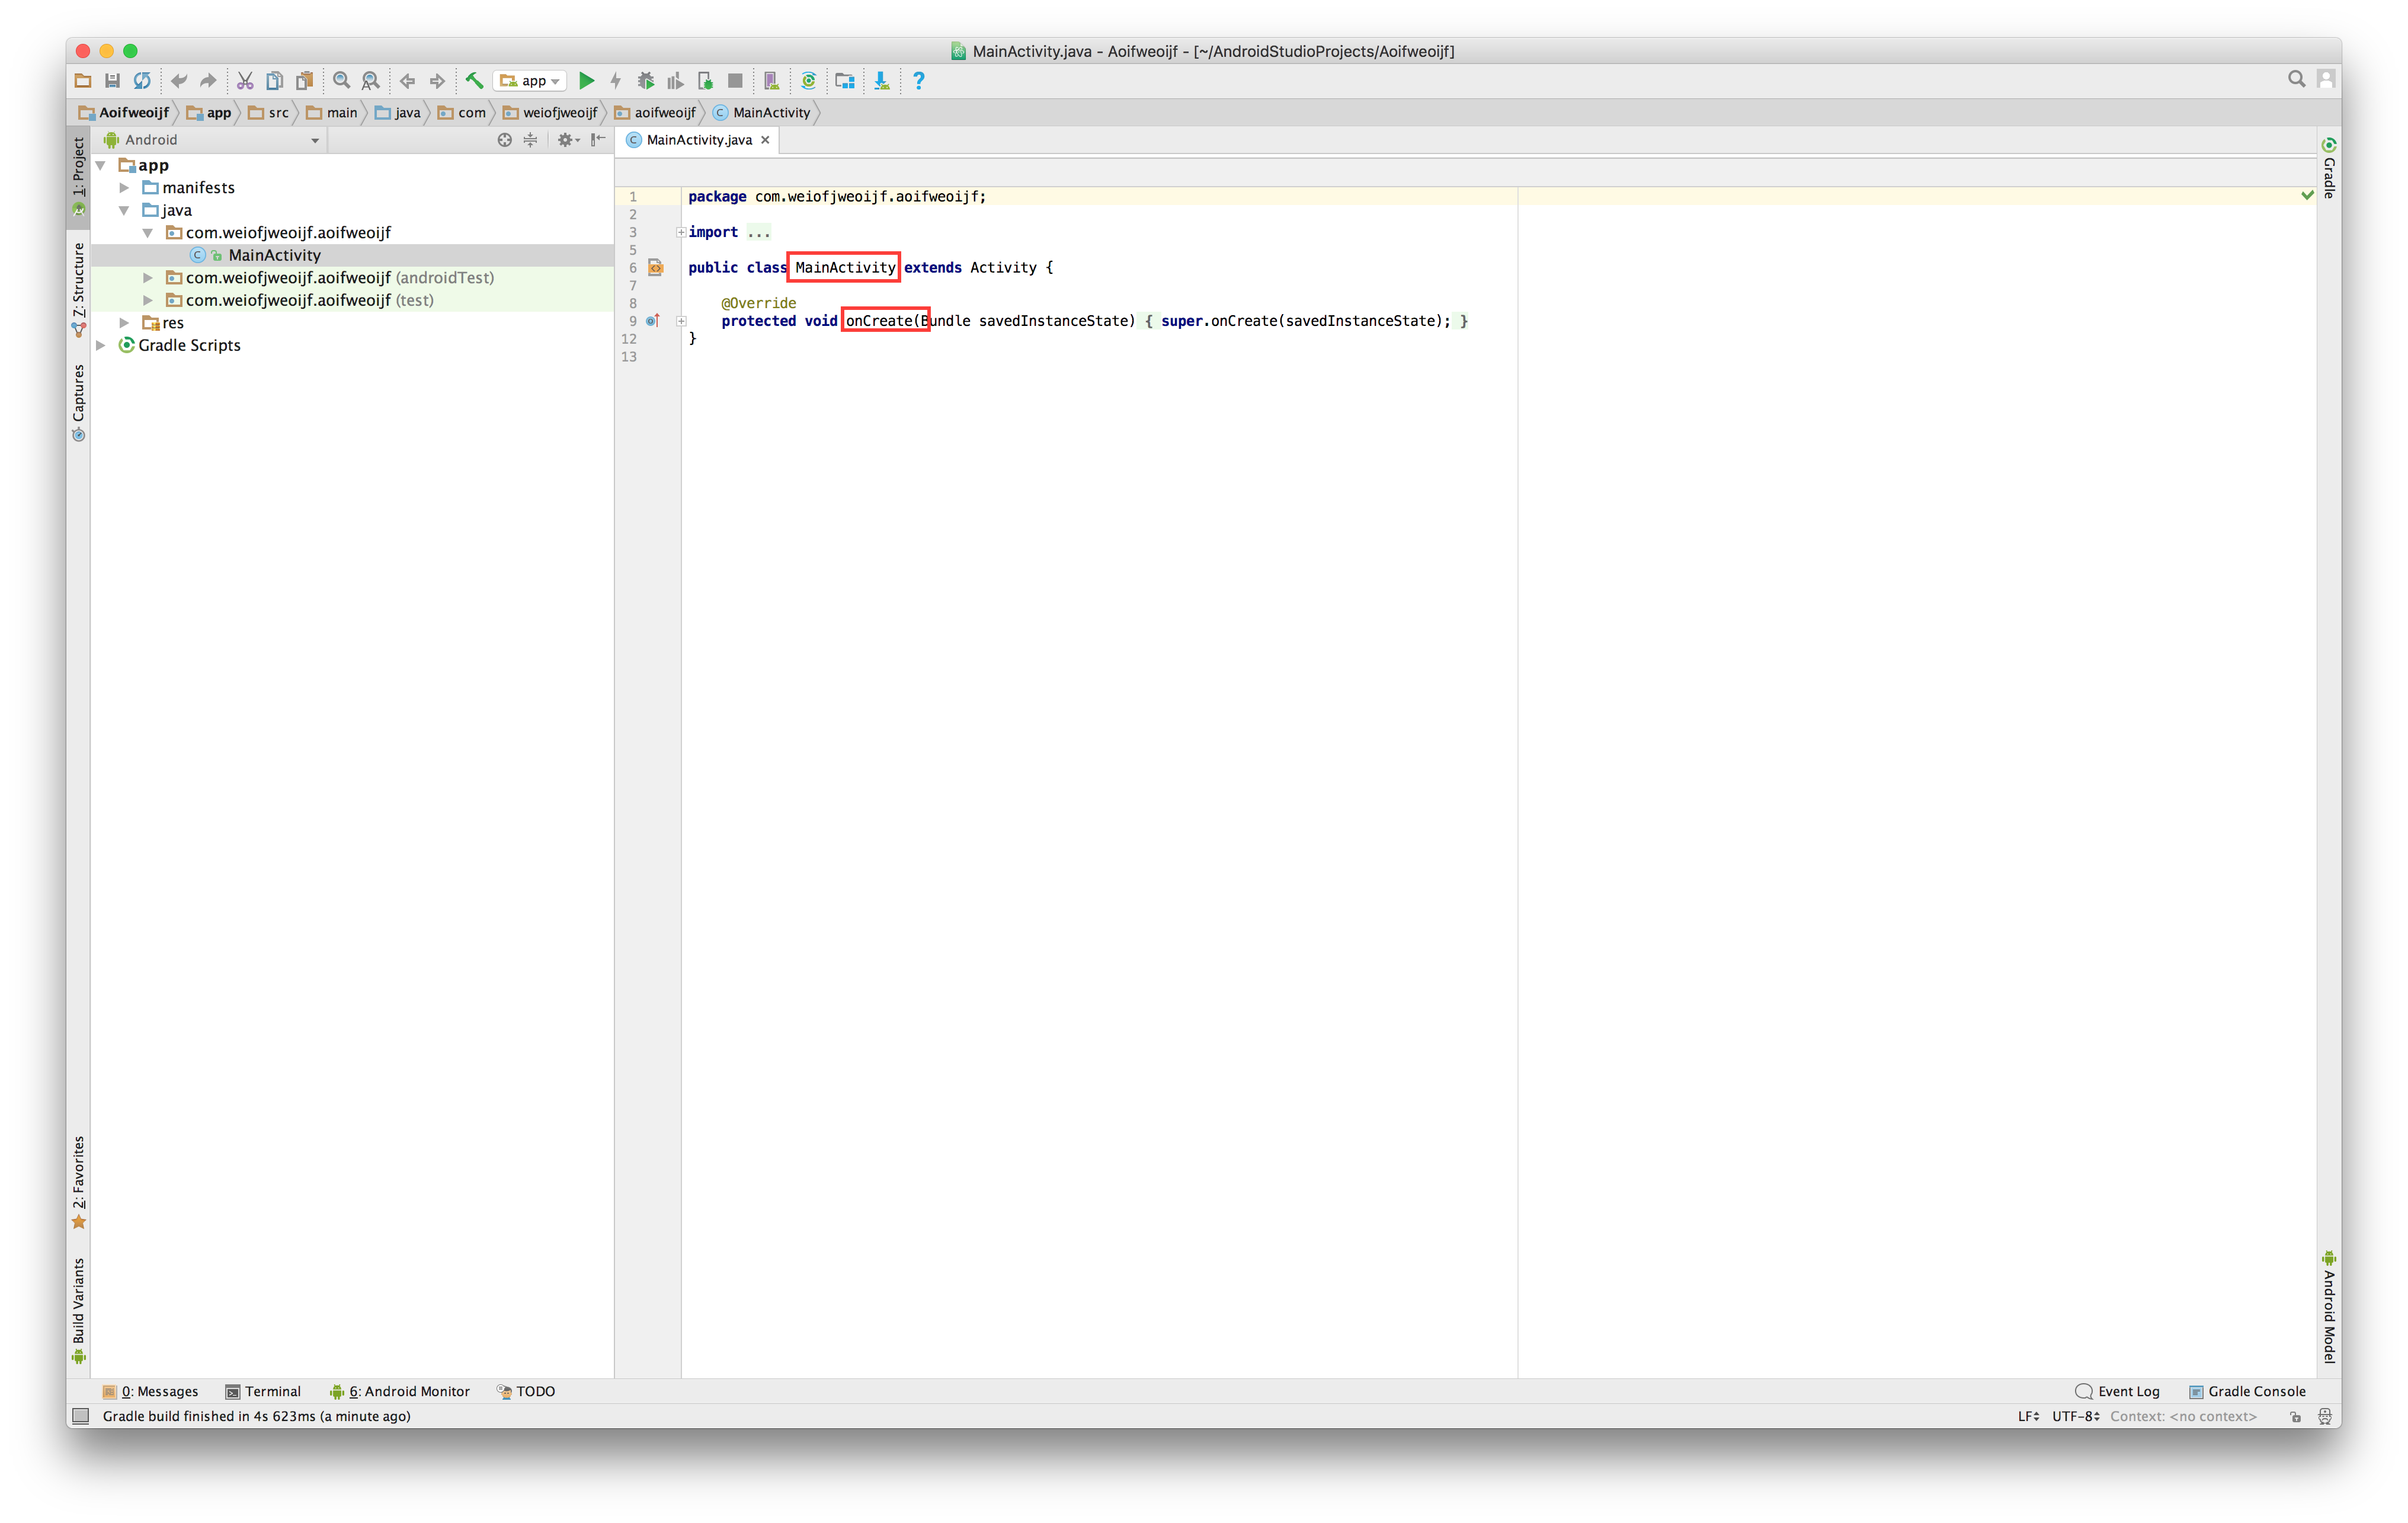 MainActivity.java - Aoifweoijf - [~/AndroidStudioProjects/Aoifweoijf]
app
Aoifweoijf app src main java com weiofjweoijf aoifweoijf MainActivity
1: Project
Z: Structure
Captures
2: Favorites
Build Variants
Android
app
manifests
java
com.weiofjweoijf.aoifweoijf
MainActivity
com.weiofjweoijf.aoifweoijf (androidTest)
com.weiofjweoijf.aoifweoijf (test)
res
Gradle Scripts
MainActivity.java
1 package com.weiofjweoijf.aoifweoijf;
2
3 import ...
5
6 public class MainActivity extends Activity {
7
8 @Override
9 protected void onCreate(Bundle savedInstanceState) { super.onCreate(savedInstanceState); }
12 }
13
Gradle
Android Model
0: Messages Terminal 6: Android Monitor TODO Event Log Gradle Console
Gradle build finished in 4s 623ms (a minute ago) LF UTF-8 Context: <no context>